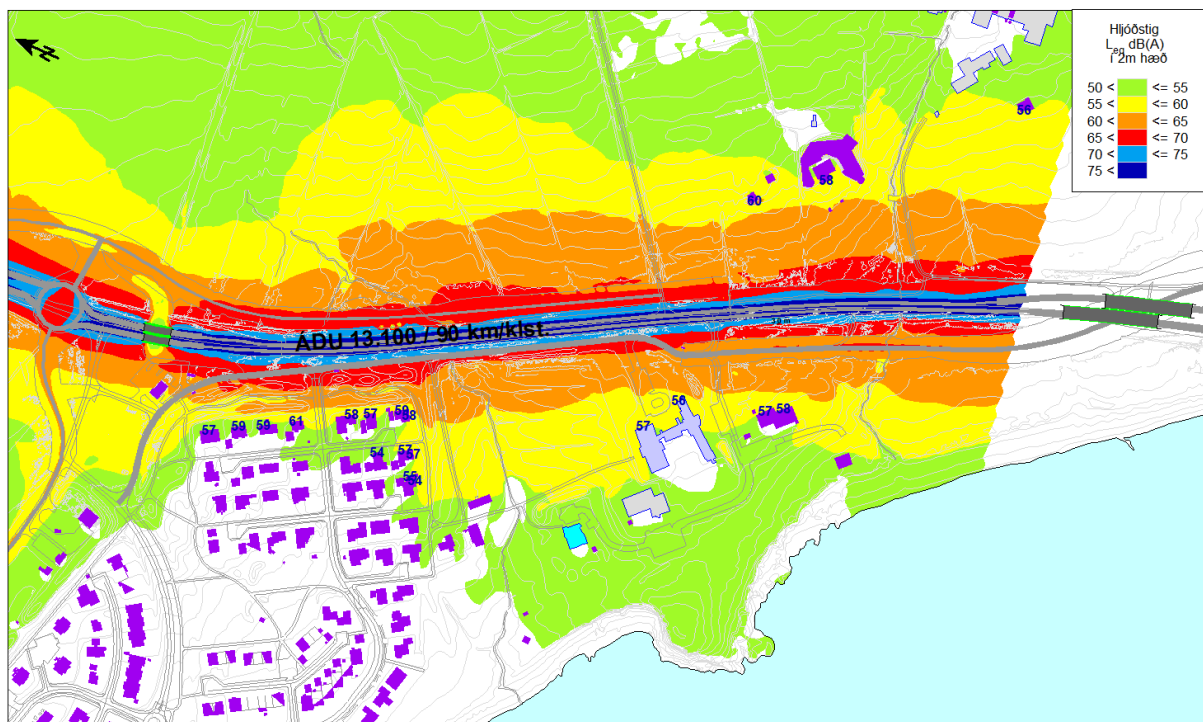 N
Hljóðstig
Leq dB(A)
í 2m hæð
50 < <= 55
55 < <= 60
60 < <= 65
65 < <= 70
70 < <= 75
75 <
56
58
60
ÁDU 13.100 / 90 km/klst.
57
59
59
61
58
57
59
58
54
57
57
55
54
56
57
57
58